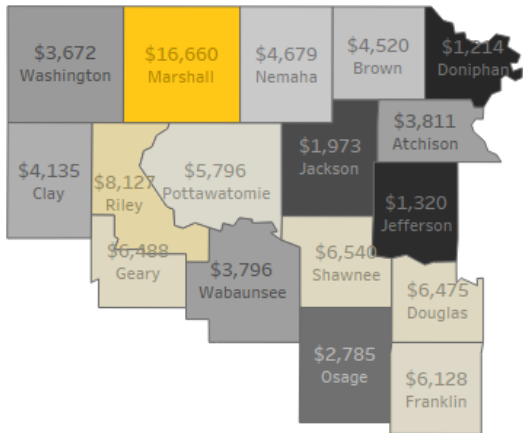 $3,672
Washington
$16,660
Marshall
$4,679
Nemaha
$4,520
Brown
$1,214
Doniphan
$4,135
Clay
$8,127
Riley
$5,796
Pottawatomie
$1,973
Jackson
$3,811
Atchison
$1,320
Jefferson
$6,488
Geary
$3,796
Wabaunsee
$6,540
Shawnee
$6,475
Douglas
$2,785
Osage
$6,128
Franklin